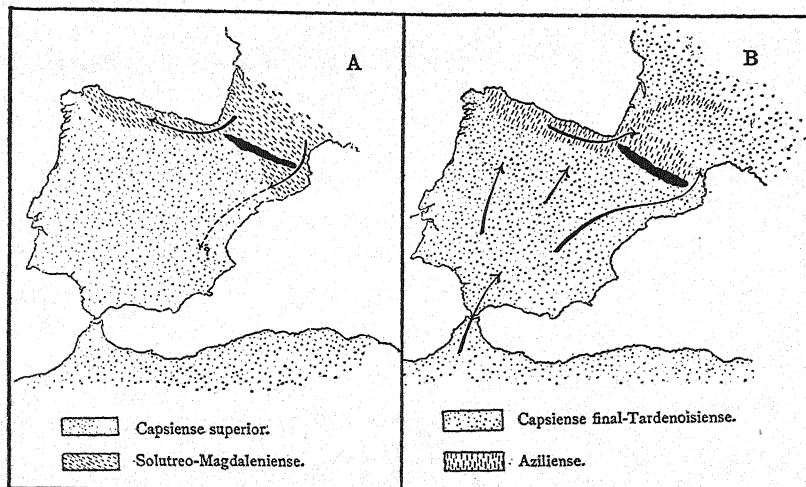 A
Capsiense superior.
Solutreo-Magdaleniense.
B
Capsiense final-Tardenoisiense.
Aziliense.